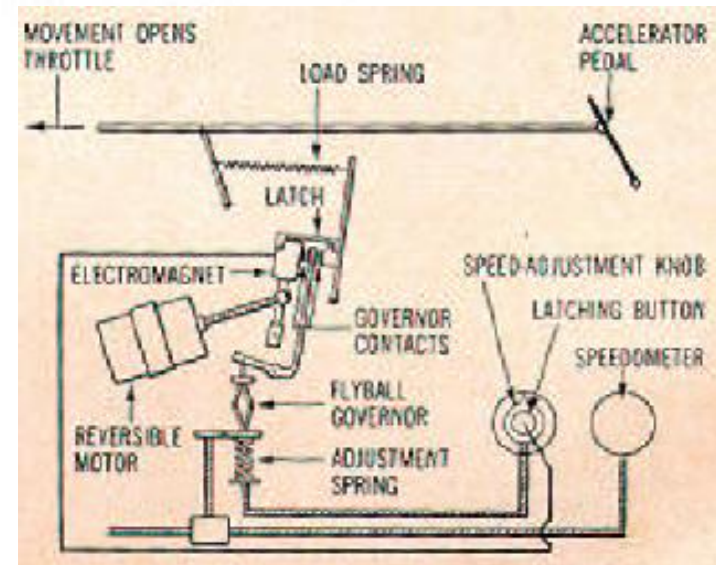 MOVEMENT OPENS
THROTTLE
ACCELERATOR
PEDAL
LOAD SPRING
LATCH
ELECTROMAGNET
SPEED-ADJUSTMENT KNOB
LATCHING BUTTON
GOVERNOR
CONTACTS
SPEEDOMETER
FLYBALL
GOVERNOR
REVERSIBLE
MOTOR
ADJUSTMENT
SPRING